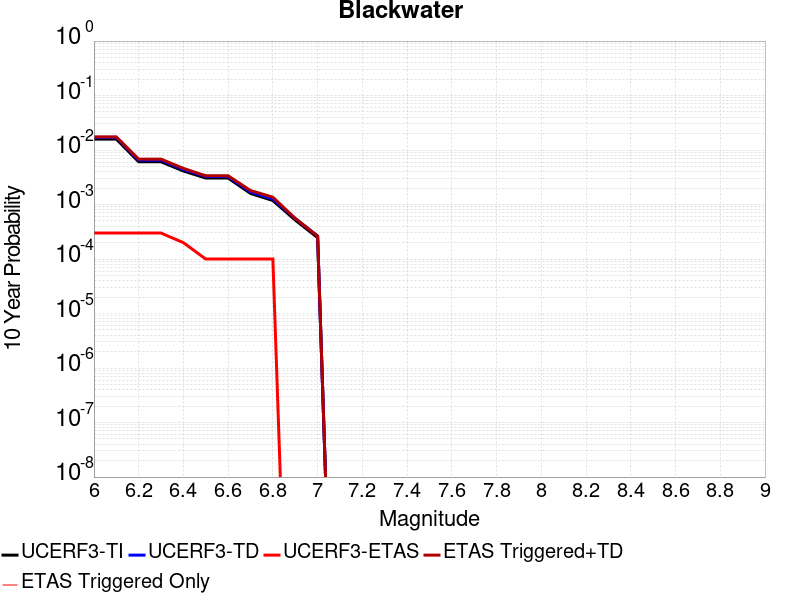 Blackwater
10^0
10^-1
10^-2
10^-3
10^-4
10^-5
10^-6
10^-7
10^-8
10 Year Probability
6 6.2 6.4 6.6 6.8 7 7.2 7.4 7.6 7.8 8 8.2 8.4 8.6 8.8 9
Magnitude
UCERF3-TI UCERF3-TD UCERF3-ETAS ETAS Triggered+TD
ETAS Triggered Only